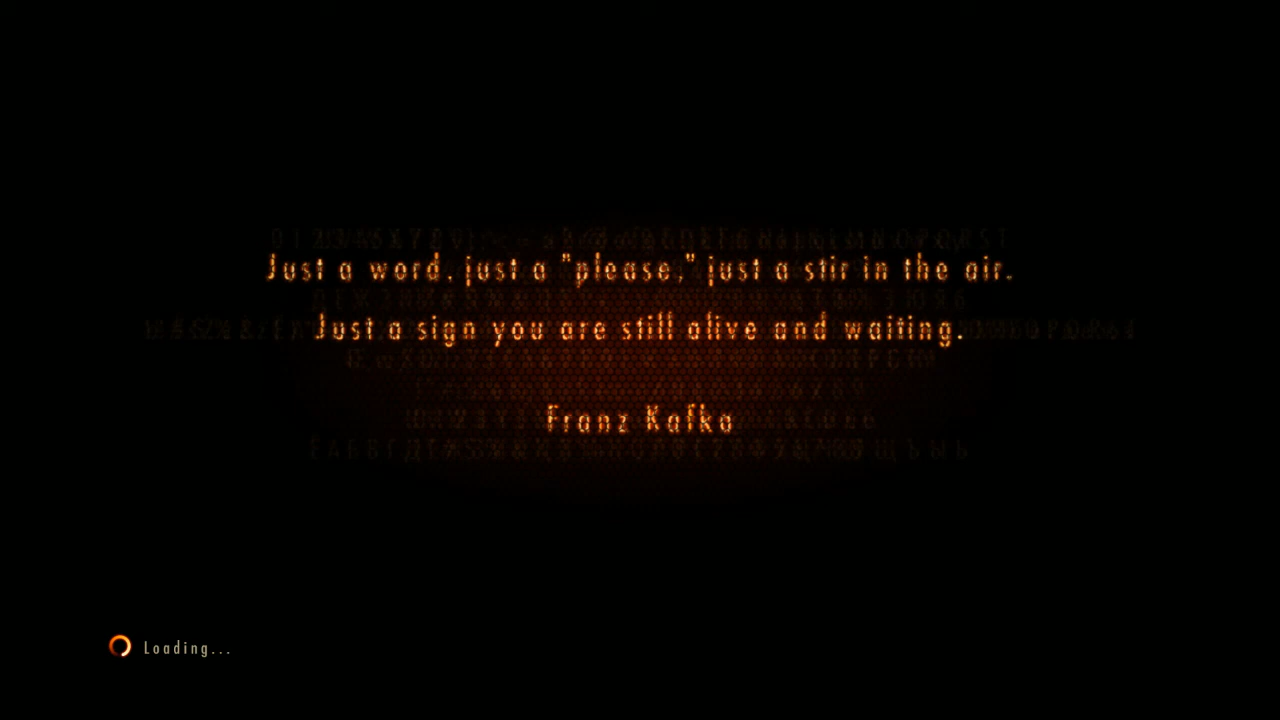 Just a word, just a "please," just a stir in the air.
Just a sign you are still alive and waiting.
Franz Kafka
Loading...